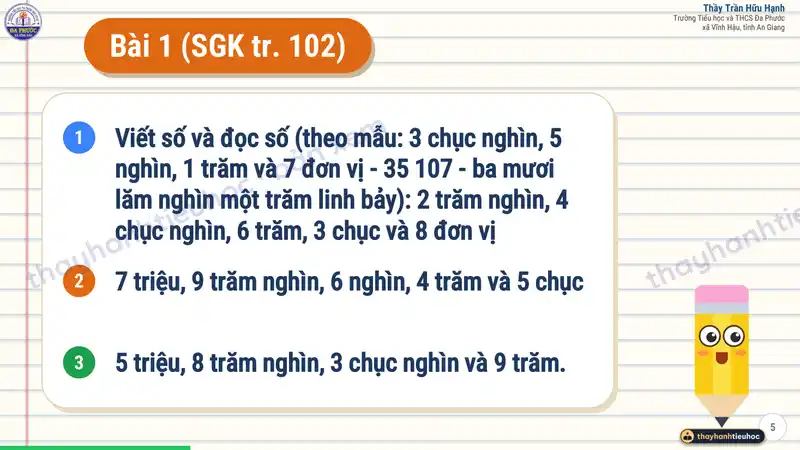 Thầy Trần Hữu Hạnh
Trường Tiểu học và THCS Đa Phước
xã Vĩnh Hậu, tỉnh An Giang
ĐA PHƯỚC
Bài 1 (SGK tr. 102)
1 Viết số và đọc số (theo mẫu: 3 chục nghìn, 5
nghìn, 1 trăm và 7 đơn vị - 35 107 - ba mươi
lăm nghìn một trăm linh bảy): 2 trăm nghìn, 4
chục nghìn, 6 trăm, 3 chục và 8 đơn vị
2 7 triệu, 9 trăm nghìn, 6 nghìn, 4 trăm và 5 chục
3 5 triệu, 8 trăm nghìn, 3 chục nghìn và 9 trăm.
thayhanhtieuhoc
5